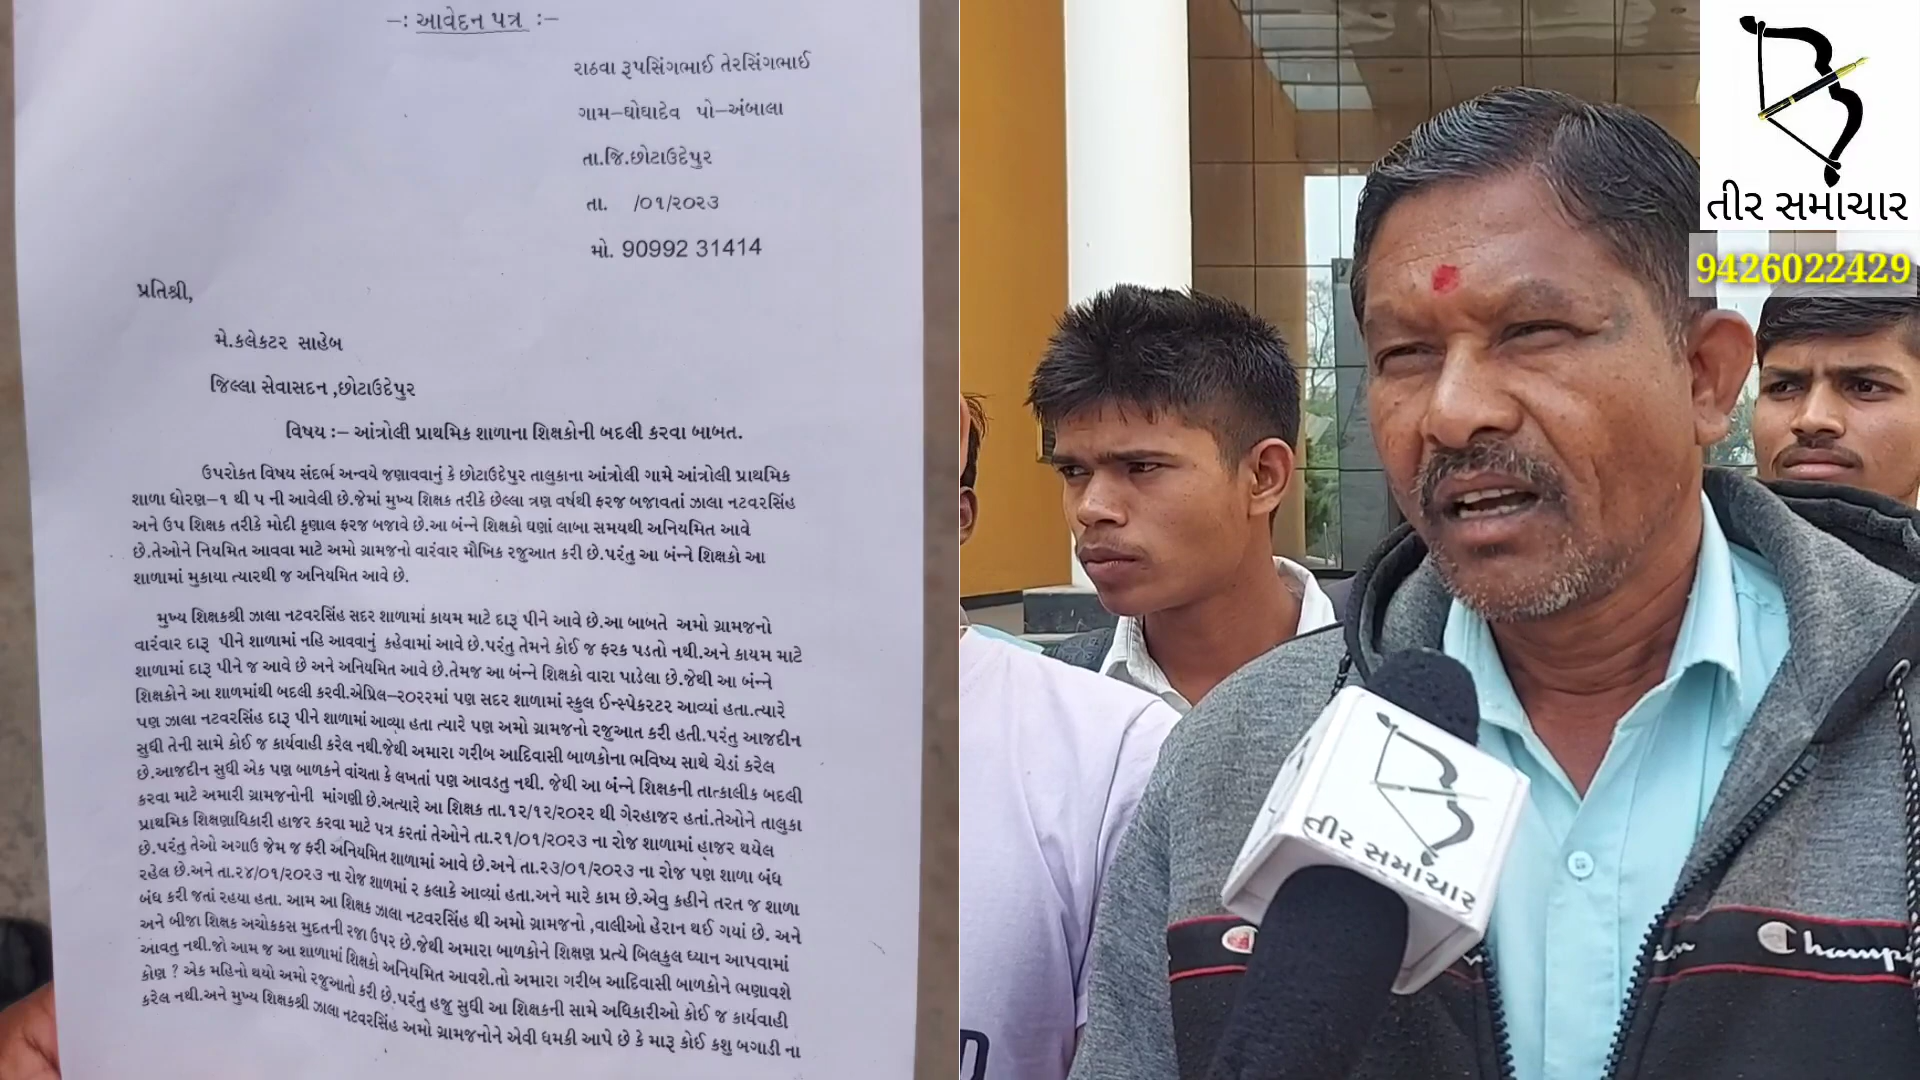 -: આવેદન પત્ર :-
રાઠવા રૂપસિંગભાઈ તેરસિંગભાઈ
ગામ-ઘોઘાદેવ પો-અંબાલા
તા.જિ.છોટાઉદેપુર
તા. /૦૧/૨૦૨૩
મો. 90992 31414
પ્રતિશ્રી,
મે.કલેકટર સાહેબ
જિલ્લા સેવાસદન ,છોટાઉદેપુર
વિષય :- આંત્રોલી પ્રાથમિક શાળાના શિક્ષકોની બદલી કરવા બાબત.
ઉપરોકત વિષય સંદર્ભ અન્વયે જણાવવાનું કે છોટાઉદેપુર તાલુકાના આંત્રોલી ગામે આંત્રોલી પ્રાથમિક
શાળા ધોરણ-૧ થી ૫ ની આવેલી છે.જેમાં મુખ્ય શિક્ષક તરીકે છેલ્લા ત્રણ વર્ષથી ફરજ બજાવતાં ઝાલા નટવરસિંહ
અને ઉપ શિક્ષક તરીકે મોદી કૃણાલ ફરજ બજાવે છે.આ બંન્ને શિક્ષકો ઘણાં લાબા સમયથી અનિયમિત આવે
છે.તેઓને નિયમિત આવવા માટે અમો ગ્રામજનો વારંવાર મૌખિક રજુઆત કરી છે.પરંતુ આ બંન્ને શિક્ષકો આ
શાળામાં મુકાયા ત્યારથી જ અનિયમિત આવે છે.
મુખ્ય શિક્ષકશ્રી ઝાલા નટવરસિંહ સદર શાળામાં કાયમ માટે દારૂ પીને આવે છે.આ બાબતે અમો ગ્રામજનો
વારંવાર દારૂ પીને શાળામાં નહિ આવવાનું કહેવામાં આવે છે.પરંતુ તેમને કોઈ જ ફરક પડતો નથી.અને કાયમ માટે
શાળામાં દારૂ પીને જ આવે છે અને અનિયમિત આવે છે.તેમજ આ બંન્ને શિક્ષકો વારા પાડેલા છે.જેથી આ બંન્ને
શિક્ષકોને આ શાળમાંથી બદલી કરવી.એપ્રિલ-૨૦૨૨માં પણ સદર શાળામાં સ્કુલ ઈન્સ્પેકરટર આવ્યાં હતા.ત્યારે
પણ ઝાલા નટવરસિંહ દારૂ પીને શાળામાં આવ્યા હતા ત્યારે પણ અમો ગ્રામજનો રજુઆત કરી હતી.પરંતુ આજદીન
સુધી તેની સામે કોઈ જ કાર્યવાહી કરેલ નથી.જેથી અમારા ગરીબ આદિવાસી બાળકોના ભવિષ્ય સાથે ચેડાં કરેલ
છે.આજદીન સુધી એક પણ બાળકને વાંચતા કે લખતાં પણ આવડતુ નથી. જેથી આ બંન્ને શિક્ષકની તાત્કાલીક બદલી
કરવા માટે અમારી ગ્રામજનોની માંગણી છે.અત્યારે આ શિક્ષક તા.૧૨/૧૨/૨૦૨૨ થી ગેરહાજર હતાં.તેઓને તાલુકા
પ્રાથમિક શિક્ષણાધિકારી હાજર કરવા માટે પત્ર કરતાં તેઓને તા.૨૧/૦૧/૨૦૨૩ ના રોજ શાળામાં હાજર થયેલ
છે.પરંતુ તેઓ અગાઉ જેમ જ ફરી અનિયમિત શાળામાં આવે છે.અને તા.૨૩/૦૧/૨૦૨૩ ના રોજ પણ શાળા બંધ
રહેલ છે.અને તા.૨૪/૦૧/૨૦૨૩ ના રોજ શાળમાં ૨ કલાકે આવ્યાં હતા.અને મારે કામ છે.એવુ કહીને તરત જ શાળા
બંધ કરી જતાં રહયા હતા. આમ આ શિક્ષક ઝાલા નટવરસિંહ થી અમો ગ્રામજનો ,વાલીઓ હેરાન થઈ ગયાં છે. અને
અને બીજા શિક્ષક અચોકકસ મુદતની રજા ઉપર છે.જેથી અમારા બાળકોને શિક્ષણ પ્રત્યે બિલકુલ ધ્યાન આપવામાં
આવતુ નથી.જો આમ જ આ શાળામાં શિક્ષકો અનિયમિત આવશે.તો અમારા ગરીબ આદિવાસી બાળકોને ભણાવશે
કોણ ? એક મહિનો થયો અમો રજુઆતો કરી છે.પરંતુ હજુ સુધી આ શિક્ષકની સામે અધિકારીઓ કોઈ જ કાર્યવાહી
કરેલ નથી.અને મુખ્ય શિક્ષકશ્રી ઝાલા નટવરસિંહ અમો ગ્રામજનોને એવી ધમકી આપે છે કે મારૂ કોઈ કશુ બગાડી ના
તીર સમાચાર
9426022429
તીર સમાચાર
Champ